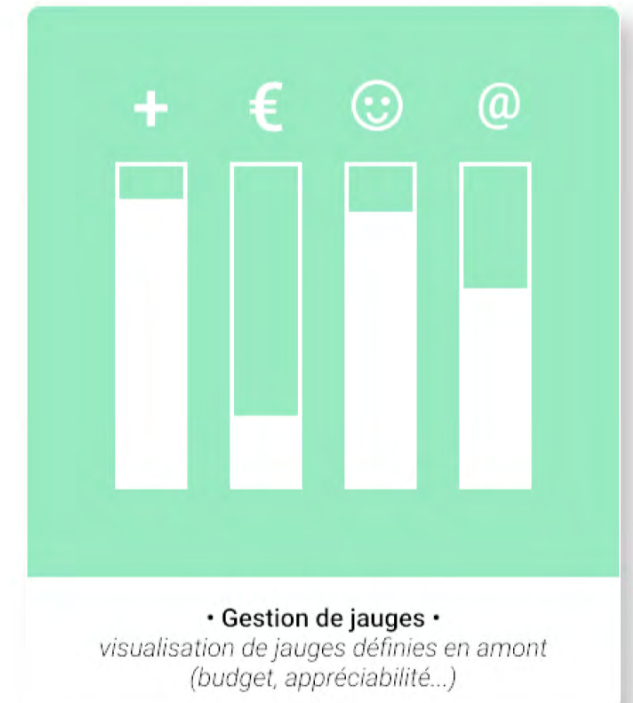 + € @
• Gestion de jauges •
visualisation de jauges définies en amont
(budget, appréciabilité...)